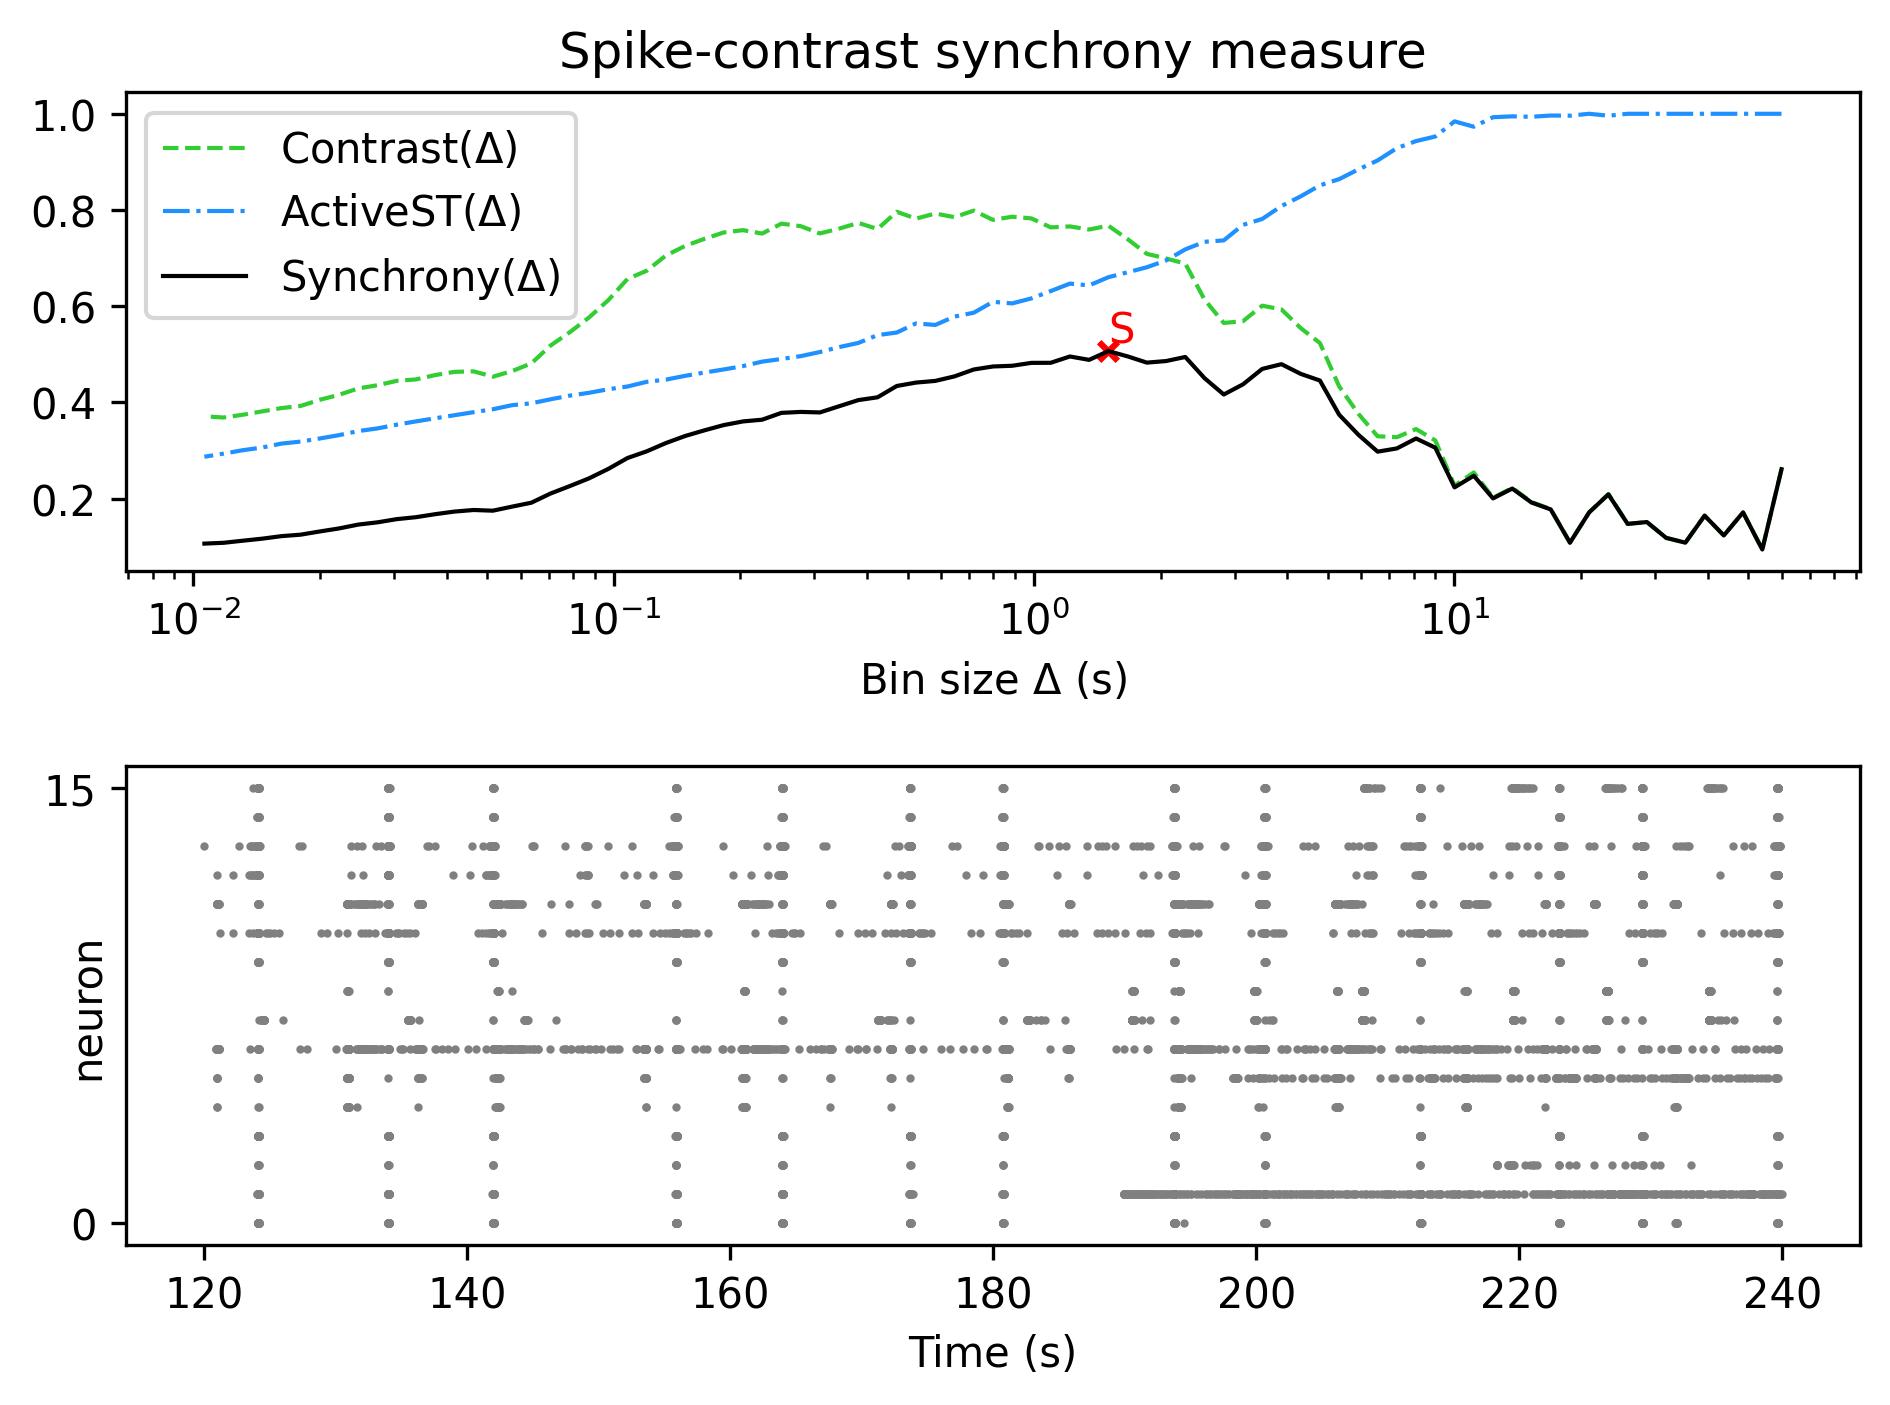 Spike-contrast synchrony measure
1.0
0.8
0.6
0.4
0.2
Contrast(Δ)
ActiveST(Δ)
Synchrony(Δ)
S
10⁻² 10⁻¹ 10⁰ 10¹
Bin size Δ (s)
15
0
neuron
120 140 160 180 200 220 240
Time (s)